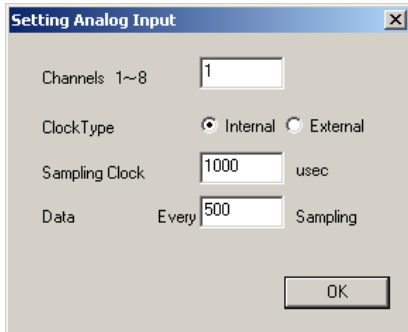 Setting Analog Input
Channels 1~8 1
ClockType Internal External
Sampling Clock 1000 usec
Data Every 500 Sampling
OK